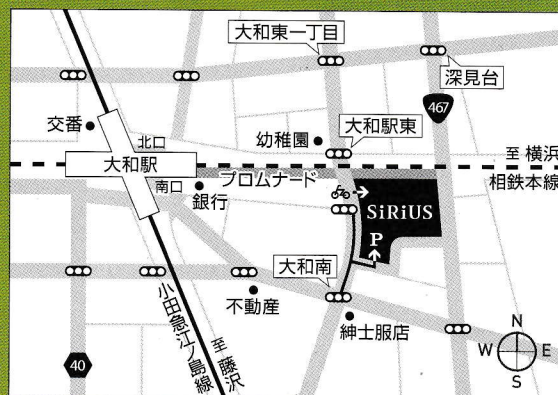 大和東一丁目
深見台
467
交番
北口
幼稚園
大和駅東
至 横浜
大和駅
相鉄本線
南口
プロムナード
銀行
SiRiUS
P
大和南
不動産
紳士服店
小田急江ノ島線
至 藤沢
40
N
W
E
S